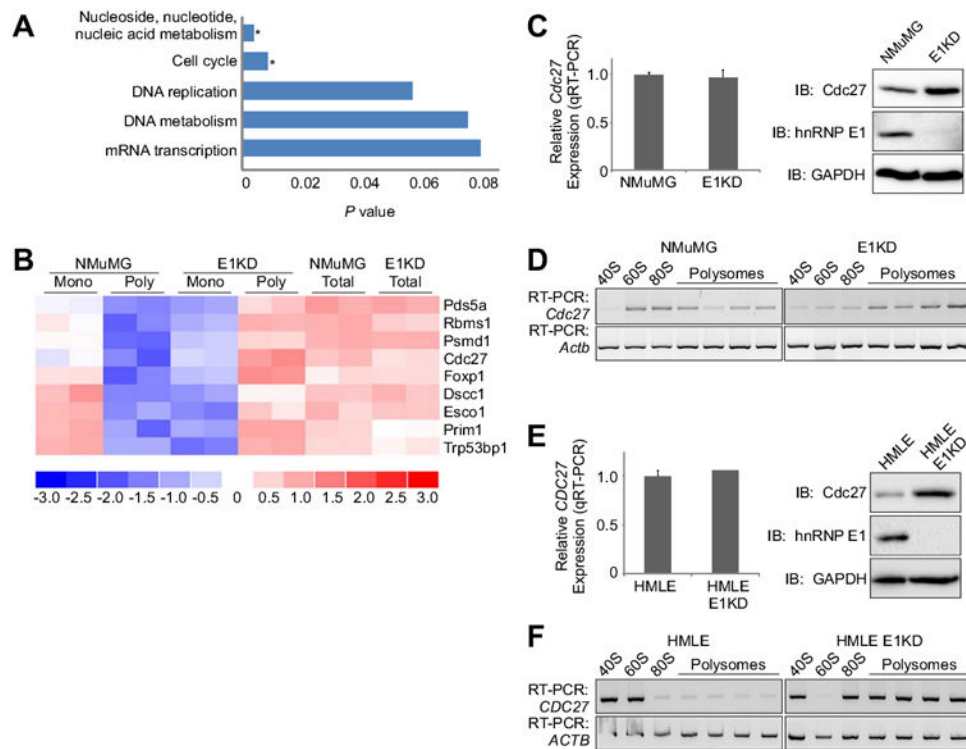 A
Nucleoside, nucleotide,
nucleic acid metabolism
*
Cell cycle
*
DNA replication
DNA metabolism
mRNA transcription
0 0.02 0.04 0.06 0.08
P value
B
NMuMG E1KD NMuMG E1KD
Mono Poly Mono Poly Total Total
Pds5a
Rbms1
Psmd1
Cdc27
Foxp1
Dscc1
Esco1
Prim1
Trp53bp1
-3.0 -2.5 -2.0 -1.0 -0.5 0 0.5 1.0 1.5 2.0 2.5 3.0
C
Relative Cdc27
Expression (qRT-PCR)
1.0
0.5
0
NMuMG E1KD
NMuMG E1KD
IB: Cdc27
IB: hnRNP E1
IB: GAPDH
D
NMuMG E1KD
40S 60S 80S Polysomes 40S 60S 80S Polysomes
RT-PCR:
Cdc27
RT-PCR:
Actb
E
Relative CDC27
Expression (qRT-PCR)
1.0
0.5
0
HMLE HMLE
E1KD
HMLE HMLE
E1KD
IB: Cdc27
IB: hnRNP E1
IB: GAPDH
F
HMLE HMLE E1KD
40S 60S 80S Polysomes 40S 60S 80S Polysomes
RT-PCR:
CDC27
RT-PCR:
ACTB